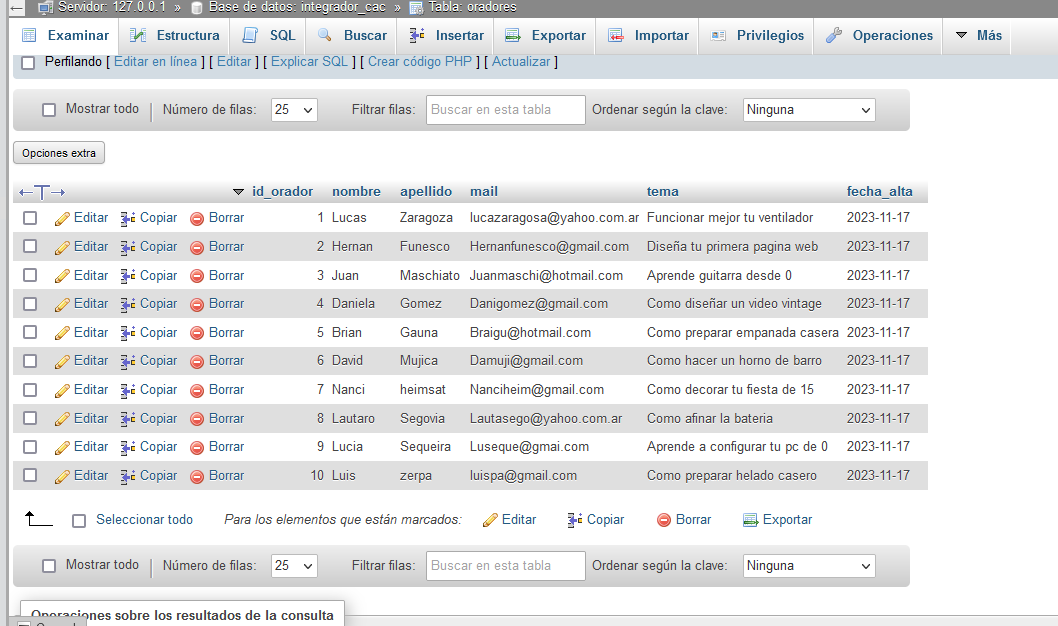 Servidor: 127.0.0.1 » Base de datos: integrador_cac » Tabla: oradores
Examinar Estructura SQL Buscar Insertar Exportar Importar Privilegios Operaciones Más
Perfilando [ Editar en línea ] [ Editar ] [ Explicar SQL ] [ Crear código PHP ] [ Actualizar ]
Mostrar todo Número de filas: 25 Filtrar filas: Buscar en esta tabla Ordenar según la clave: Ninguna
Opciones extra
←T→ id_orador nombre apellido mail tema fecha_alta
Editar Copiar Borrar 1 Lucas Zaragoza lucazaragosa@yahoo.com.ar Funcionar mejor tu ventilador 2023-11-17
Editar Copiar Borrar 2 Hernan Funesco Hernanfunesco@gmail.com Diseña tu primera pagina web 2023-11-17
Editar Copiar Borrar 3 Juan Maschiato Juanmaschi@hotmail.com Aprende guitarra desde 0 2023-11-17
Editar Copiar Borrar 4 Daniela Gomez Danigomez@gmail.com Como diseñar un video vintage 2023-11-17
Editar Copiar Borrar 5 Brian Gauna Braigu@hotmail.com Como preparar empanada casera 2023-11-17
Editar Copiar Borrar 6 David Mujica Damuji@gmail.com Como hacer un horno de barro 2023-11-17
Editar Copiar Borrar 7 Nanci heimsat Nanciheim@gmail.com Como decorar tu fiesta de 15 2023-11-17
Editar Copiar Borrar 8 Lautaro Segovia Lautasego@yahoo.com.ar Como afinar la bateria 2023-11-17
Editar Copiar Borrar 9 Lucia Sequeira Luseque@gmai.com Aprende a configurar tu pc de 0 2023-11-17
Editar Copiar Borrar 10 Luis zerpa luispa@gmail.com Como preparar helado casero 2023-11-17
Seleccionar todo Para los elementos que están marcados: Editar Copiar Borrar Exportar
Mostrar todo Número de filas: 25 Filtrar filas: Buscar en esta tabla Ordenar según la clave: Ninguna
Operaciones sobre los resultados de la consulta